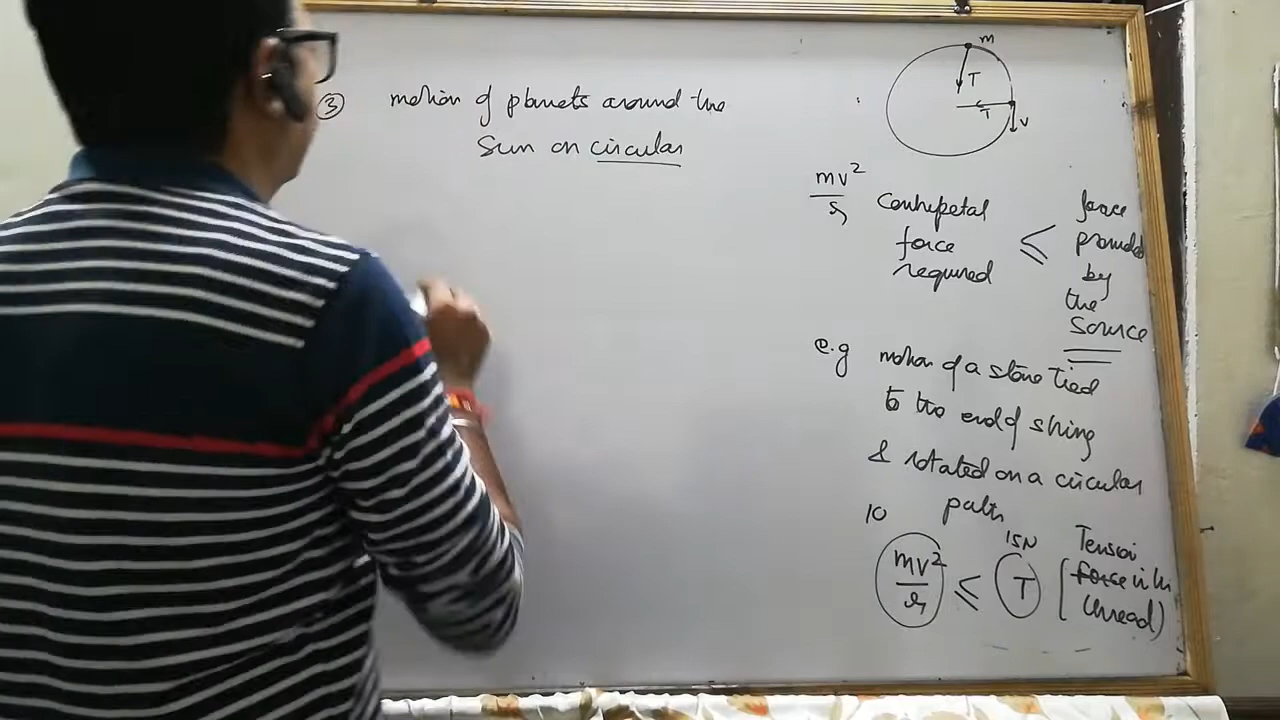 ③ motion of planets around the
Sun on circular
m
T
T
v
mv²
r
Centripetal
force
required
≤
force
provided
by
the
source
e.g motion of a stone tied
to the end of string
& rotated on a circular
path
10
mv²
r
≤
15N
T
Tension
force in
thread)